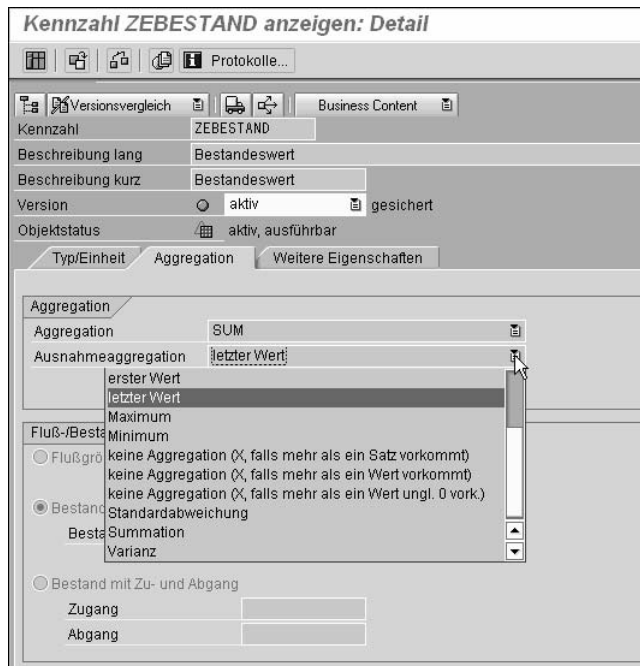 Kennzahl ZEBESTAND anzeigen: Detail
Protokolle...
Versionsvergleich Business Content
Kennzahl ZEBESTAND
Beschreibung lang Bestandeswert
Beschreibung kurz Bestandeswert
Version aktiv gesichert
Objektstatus aktiv, ausführbar
Typ/Einheit Aggregation Weitere Eigenschaften
Aggregation
Aggregation SUM
Ausnahmeaggregation letzter Wert
erster Wert
letzter Wert
Maximum
Fluß-/Besta Minimum
Flußgrö keine Aggregation (X, falls mehr als ein Satz vorkommt)
keine Aggregation (X, falls mehr als ein Wert vorkommt)
keine Aggregation (X, falls mehr als ein Wert ungl. 0 vork.)
Bestand Standardabweichung
Besta Summation
Varianz
Bestand mit Zu- und Abgang
Zugang
Abgang